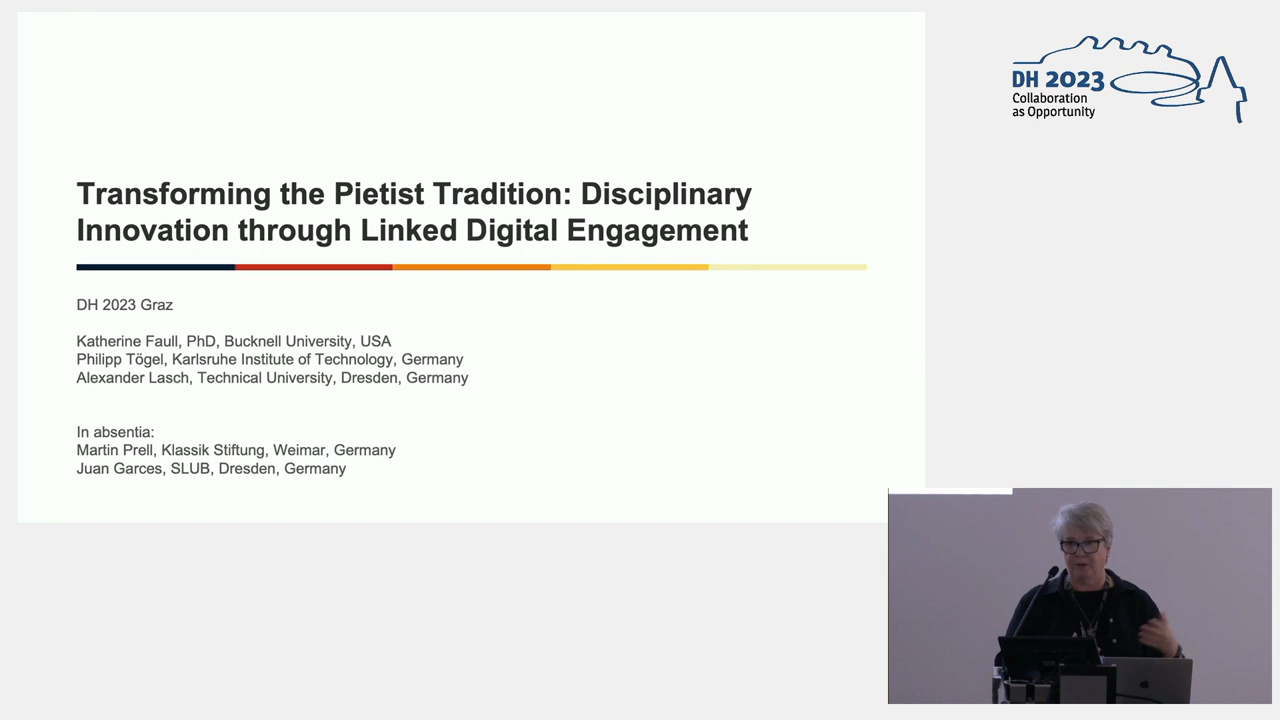 Transforming the Pietist Tradition: Disciplinary
Innovation through Linked Digital Engagement
DH 2023 Graz
Katherine Faull, PhD, Bucknell University, USA
Philipp Tögel, Karlsruhe Institute of Technology, Germany
Alexander Lasch, Technical University, Dresden, Germany
In absentia:
Martin Prell, Klassik Stiftung, Weimar, Germany
Juan Garces, SLUB, Dresden, Germany
DH 2023
Collaboration
as Opportunity